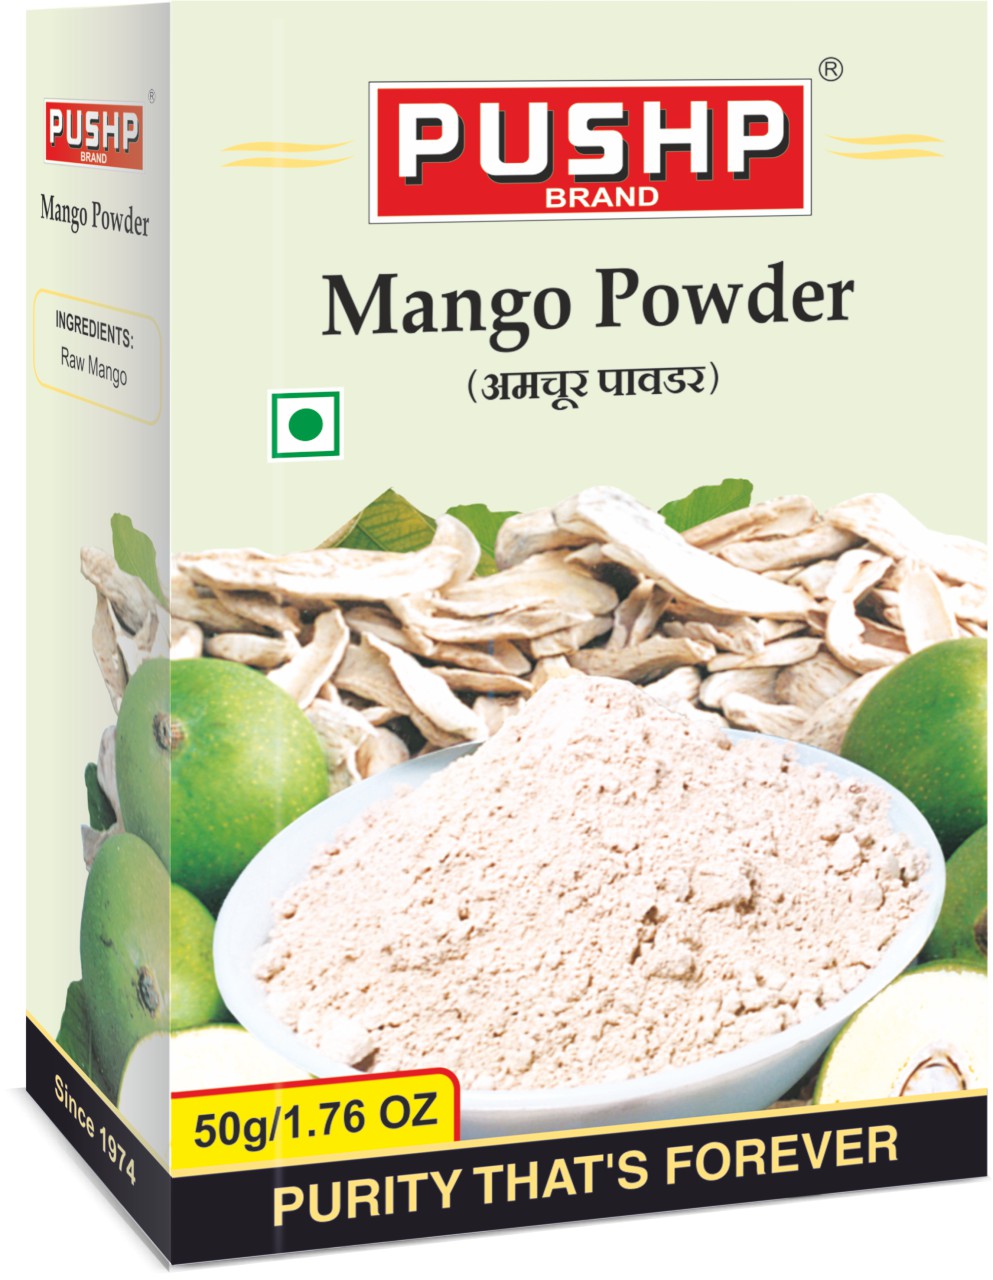 PUSHP
BRAND
®
Mango Powder
INGREDIENTS:
Raw Mango
Since 1974
®
PUSHP
BRAND
Mango Powder
(अमचूर पावडर)
50g/1.76 OZ
PURITY THAT'S FOREVER